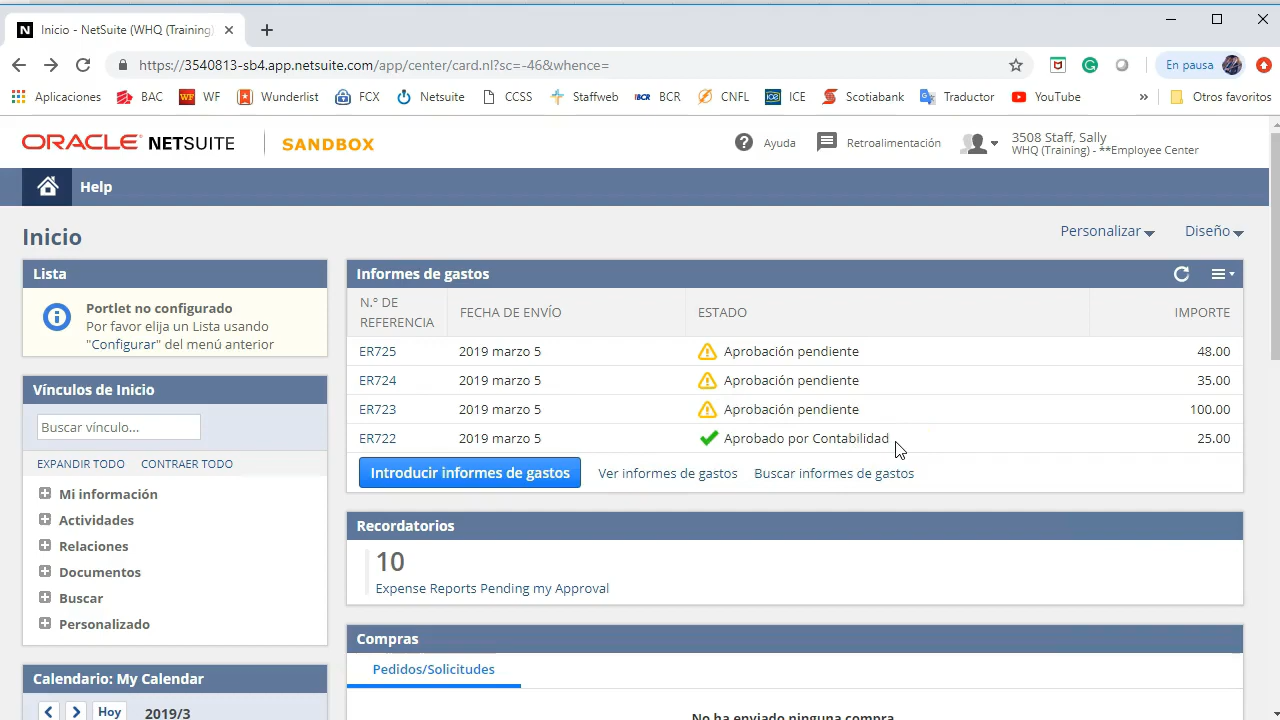 N Inicio - NetSuite (WHQ (Training)
https://3540813-sb4.app.netsuite.com/app/center/card.nl?sc=-46&whence=
En pausa
Aplicaciones BAC WF WF Wunderlist FCX Netsuite CCSS Staffweb BCR BCR CNFL ICE Scotiabank Traductor YouTube » Otros favoritos
ORACLE NETSUITE SANDBOX
Ayuda Retroalimentación 3508 Staff, Sally
WHQ (Training) - **Employee Center
Help
Inicio
Personalizar Diseño
Lista
Portlet no configurado
Por favor elija un Lista usando
"Configurar" del menú anterior
Vínculos de Inicio
Buscar vínculo...
EXPANDIR TODO CONTRAER TODO
Mi información
Actividades
Relaciones
Documentos
Buscar
Personalizado
Calendario: My Calendar
Hoy 2019/3
Informes de gastos
N.º DE
REFERENCIA FECHA DE ENVÍO ESTADO IMPORTE
ER725 2019 marzo 5 Aprobación pendiente 48.00
ER724 2019 marzo 5 Aprobación pendiente 35.00
ER723 2019 marzo 5 Aprobación pendiente 100.00
ER722 2019 marzo 5 Aprobado por Contabilidad 25.00
Introducir informes de gastos Ver informes de gastos Buscar informes de gastos
Recordatorios
10
Expense Reports Pending my Approval
Compras
Pedidos/Solicitudes
No ha enviado ninguna compra